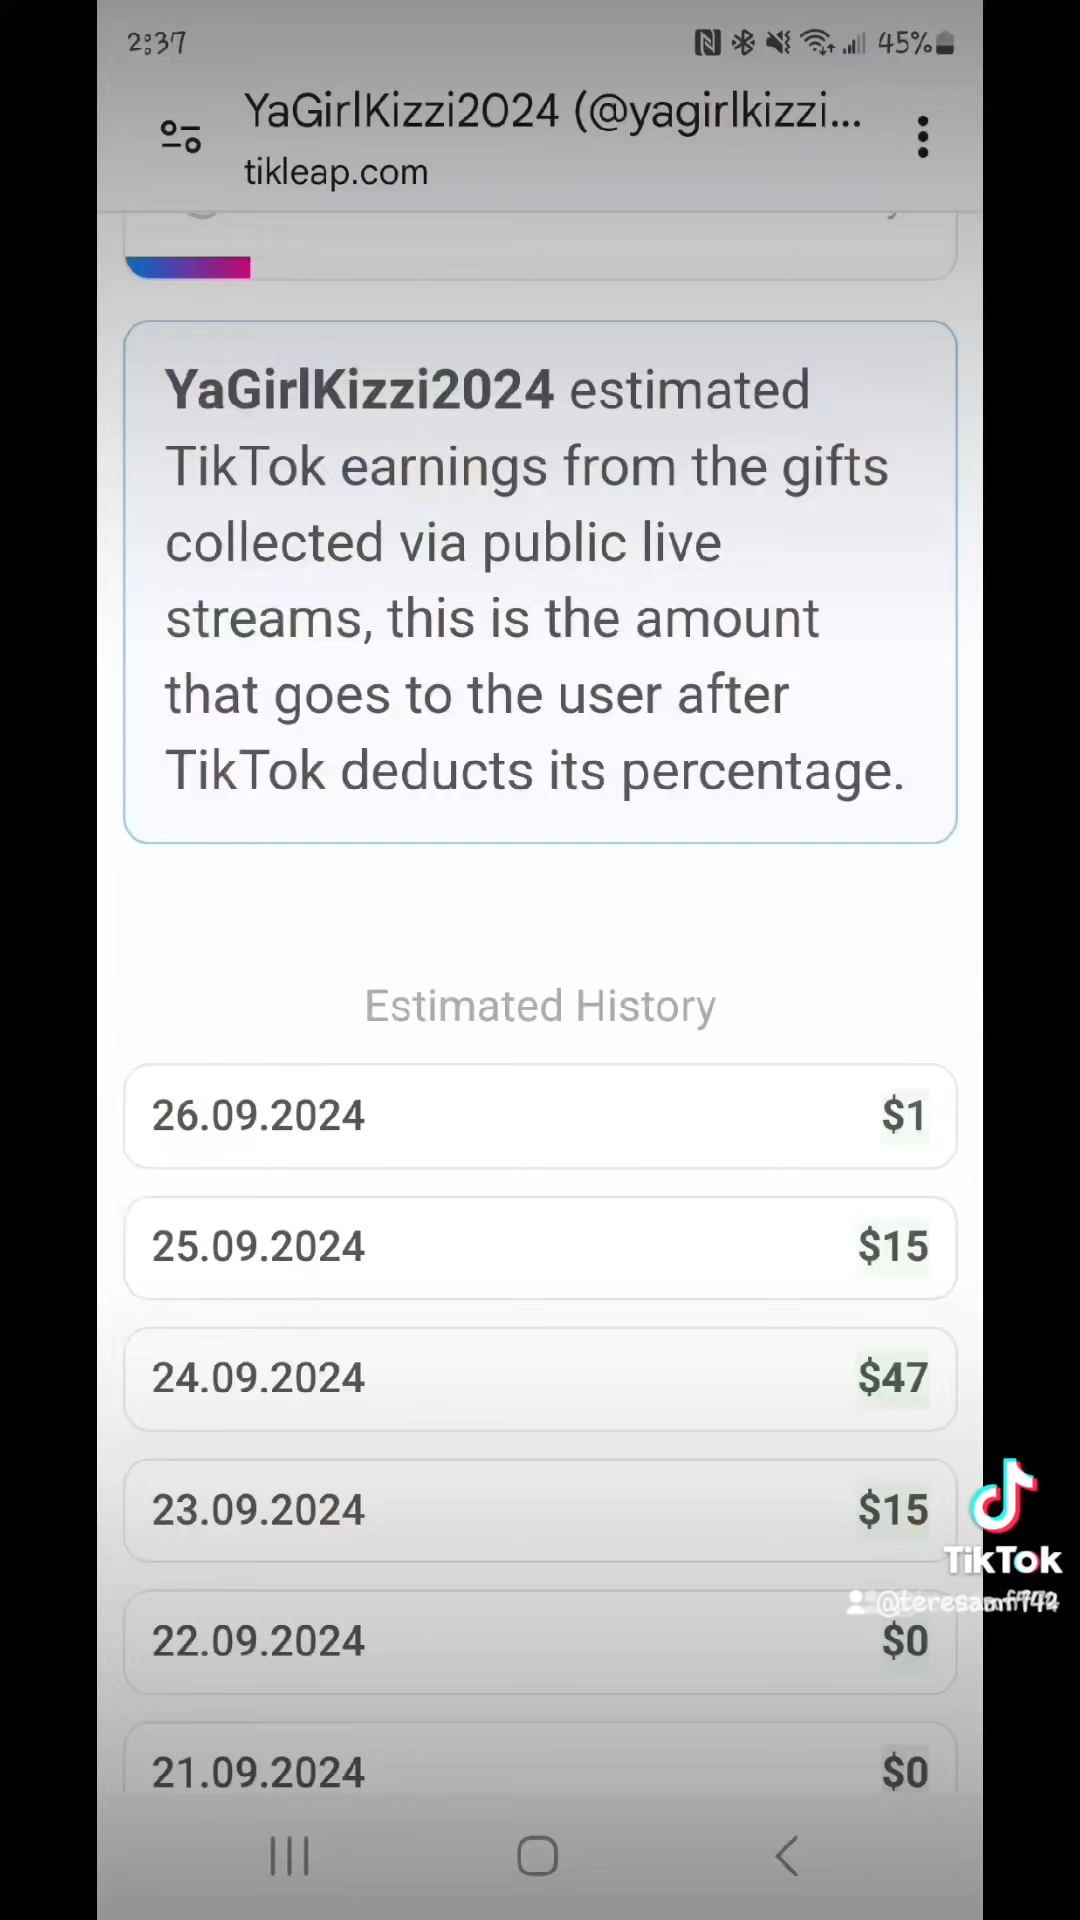 2:37
45%
YaGirlKizzi2024 (@yagirlkizzi...
tikleap.com
YaGirlKizzi2024 estimated
TikTok earnings from the gifts
collected via public live
streams, this is the amount
that goes to the user after
TikTok deducts its percentage.
Estimated History
26.09.2024 $1
25.09.2024 $15
24.09.2024 $47
23.09.2024 $15
TikTok
22.09.2024 $0
21.09.2024 $0